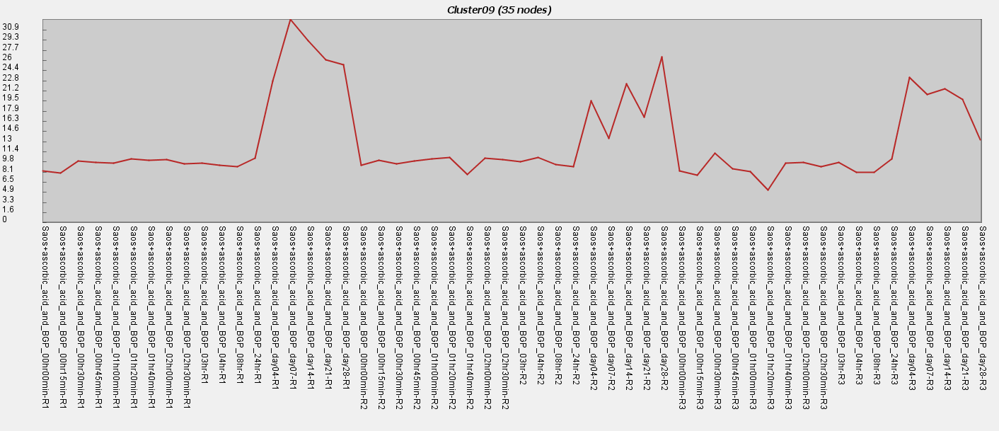 Cluster09 (35 nodes)
30.9
29.3
27.7
26
24.4
22.8
21.2
19.5
17.9
16.3
14.6
13
11.4
9.8
8.1
6.5
4.9
3.3
1.6
0
Saos+ascorbic_acid_and_BGP_00hr00min-R1
Saos+ascorbic_acid_and_BGP_00hr15min-R1
Saos+ascorbic_acid_and_BGP_00hr30min-R1
Saos+ascorbic_acid_and_BGP_00hr45min-R1
Saos+ascorbic_acid_and_BGP_01hr00min-R1
Saos+ascorbic_acid_and_BGP_01hr20min-R1
Saos+ascorbic_acid_and_BGP_01hr40min-R1
Saos+ascorbic_acid_and_BGP_02hr00min-R1
Saos+ascorbic_acid_and_BGP_02hr30min-R1
Saos+ascorbic_acid_and_BGP_03hr-R1
Saos+ascorbic_acid_and_BGP_04hr-R1
Saos+ascorbic_acid_and_BGP_08hr-R1
Saos+ascorbic_acid_and_BGP_24hr-R1
Saos+ascorbic_acid_and_BGP_day04-R1
Saos+ascorbic_acid_and_BGP_day07-R1
Saos+ascorbic_acid_and_BGP_day14-R1
Saos+ascorbic_acid_and_BGP_day21-R1
Saos+ascorbic_acid_and_BGP_day28-R1
Saos+ascorbic_acid_and_BGP_00hr00min-R2
Saos+ascorbic_acid_and_BGP_00hr15min-R2
Saos+ascorbic_acid_and_BGP_00hr30min-R2
Saos+ascorbic_acid_and_BGP_00hr45min-R2
Saos+ascorbic_acid_and_BGP_01hr00min-R2
Saos+ascorbic_acid_and_BGP_01hr20min-R2
Saos+ascorbic_acid_and_BGP_01hr40min-R2
Saos+ascorbic_acid_and_BGP_02hr00min-R2
Saos+ascorbic_acid_and_BGP_02hr30min-R2
Saos+ascorbic_acid_and_BGP_03hr-R2
Saos+ascorbic_acid_and_BGP_04hr-R2
Saos+ascorbic_acid_and_BGP_08hr-R2
Saos+ascorbic_acid_and_BGP_24hr-R2
Saos+ascorbic_acid_and_BGP_day04-R2
Saos+ascorbic_acid_and_BGP_day07-R2
Saos+ascorbic_acid_and_BGP_day14-R2
Saos+ascorbic_acid_and_BGP_day21-R2
Saos+ascorbic_acid_and_BGP_day28-R2
Saos+ascorbic_acid_and_BGP_00hr00min-R3
Saos+ascorbic_acid_and_BGP_00hr15min-R3
Saos+ascorbic_acid_and_BGP_00hr30min-R3
Saos+ascorbic_acid_and_BGP_00hr45min-R3
Saos+ascorbic_acid_and_BGP_01hr00min-R3
Saos+ascorbic_acid_and_BGP_01hr20min-R3
Saos+ascorbic_acid_and_BGP_01hr40min-R3
Saos+ascorbic_acid_and_BGP_02hr00min-R3
Saos+ascorbic_acid_and_BGP_02hr30min-R3
Saos+ascorbic_acid_and_BGP_03hr-R3
Saos+ascorbic_acid_and_BGP_04hr-R3
Saos+ascorbic_acid_and_BGP_08hr-R3
Saos+ascorbic_acid_and_BGP_24hr-R3
Saos+ascorbic_acid_and_BGP_day04-R3
Saos+ascorbic_acid_and_BGP_day07-R3
Saos+ascorbic_acid_and_BGP_day14-R3
Saos+ascorbic_acid_and_BGP_day21-R3
Saos+ascorbic_acid_and_BGP_day28-R3